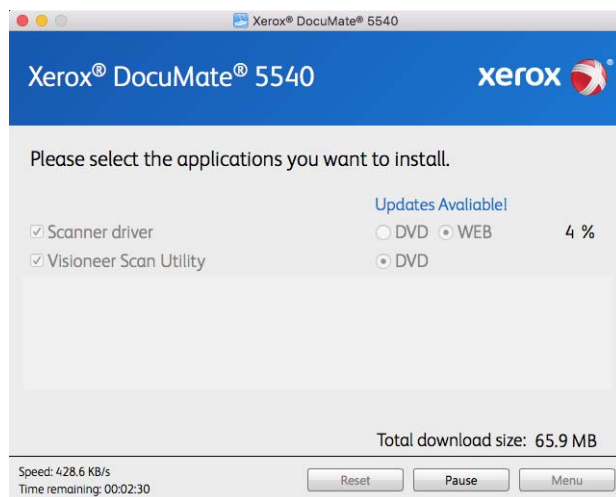 Xerox® DocuMate® 5540
Xerox® DocuMate® 5540
xerox ®
Please select the applications you want to install.
Updates Avaliable!
Scanner driver DVD WEB 4 %
Visioneer Scan Utility DVD
Total download size: 65.9 MB
Speed: 428.6 KB/s
Time remaining: 00:02:30
Reset Pause Menu